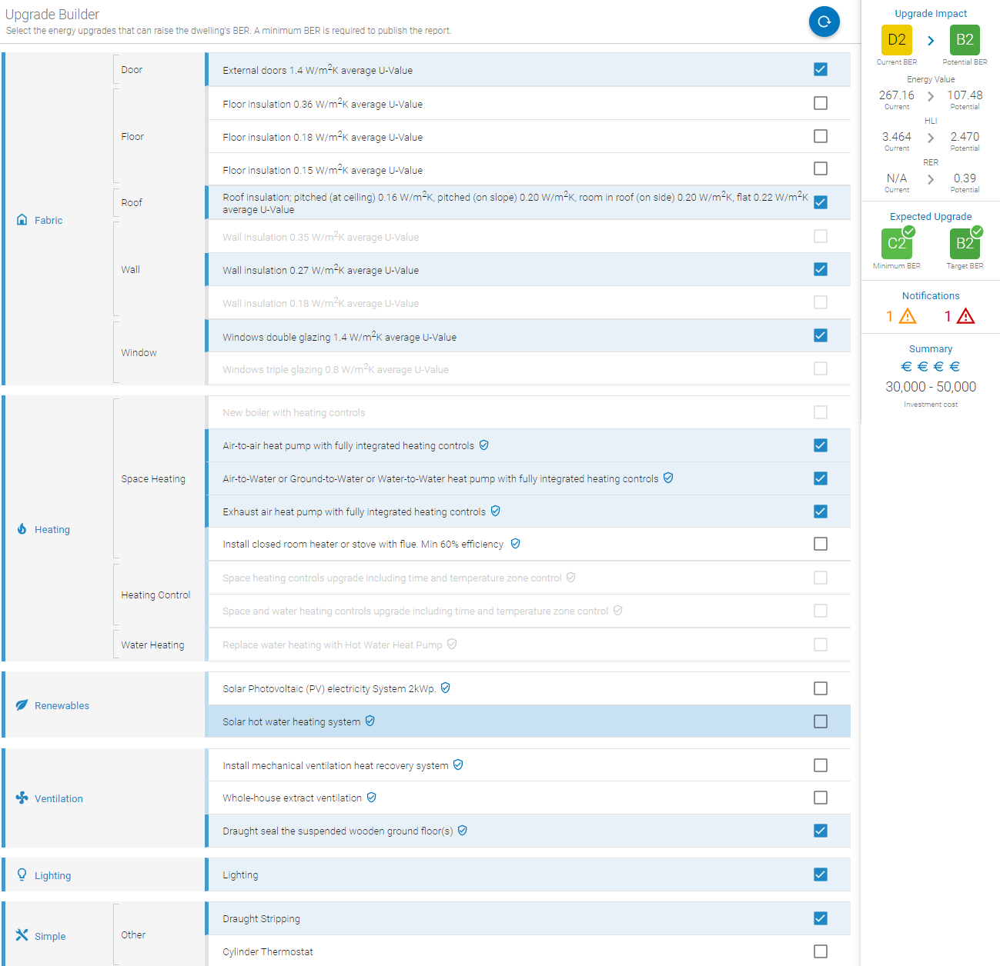 Upgrade Builder
Select the energy upgrades that can raise the dwelling's BER. A minimum BER is required to publish the report.
Fabric
Door
External doors 1.4 W/m²K average U-Value
Floor
Floor insulation 0.36 W/m²K average U-Value
Floor insulation 0.18 W/m²K average U-Value
Floor insulation 0.15 W/m²K average U-Value
Roof
Roof insulation; pitched (at ceiling) 0.16 W/m²K, pitched (on slope) 0.20 W/m²K, room in roof (on side) 0.20 W/m²K, flat 0.22 W/m²K
average U-Value
Wall
Wall insulation 0.35 W/m²K average U-Value
Wall insulation 0.27 W/m²K average U-Value
Wall insulation 0.18 W/m²K average U-Value
Window
Windows double glazing 1.4 W/m²K average U-Value
Windows triple glazing 0.8 W/m²K average U-Value
Heating
Space Heating
New boiler with heating controls
Air-to-air heat pump with fully integrated heating controls
Air-to-Water or Ground-to-Water or Water-to-Water heat pump with fully integrated heating controls
Exhaust air heat pump with fully integrated heating controls
Install closed room heater or stove with flue. Min 60% efficiency
Heating Control
Space heating controls upgrade including time and temperature zone control
Space and water heating controls upgrade including time and temperature zone control
Water Heating
Replace water heating with Hot Water Heat Pump
Renewables
Solar Photovoltaic (PV) electricity System 2kWp.
Solar hot water heating system
Ventilation
Install mechanical ventilation heat recovery system
Whole-house extract ventilation
Draught seal the suspended wooden ground floor(s)
Lighting
Lighting
Simple
Other
Draught Stripping
Cylinder Thermostat
Upgrade Impact
D2 B2
Current BER Potential BER
Energy Value
267.16 107.48
Current Potential
HLI
3.464 2.470
Current Potential
RER
N/A 0.39
Current Potential
Expected Upgrade
C2 B2
Minimum BER Target BER
Notifications
1 1
Summary
€ € € €
30,000 - 50,000
Investment cost